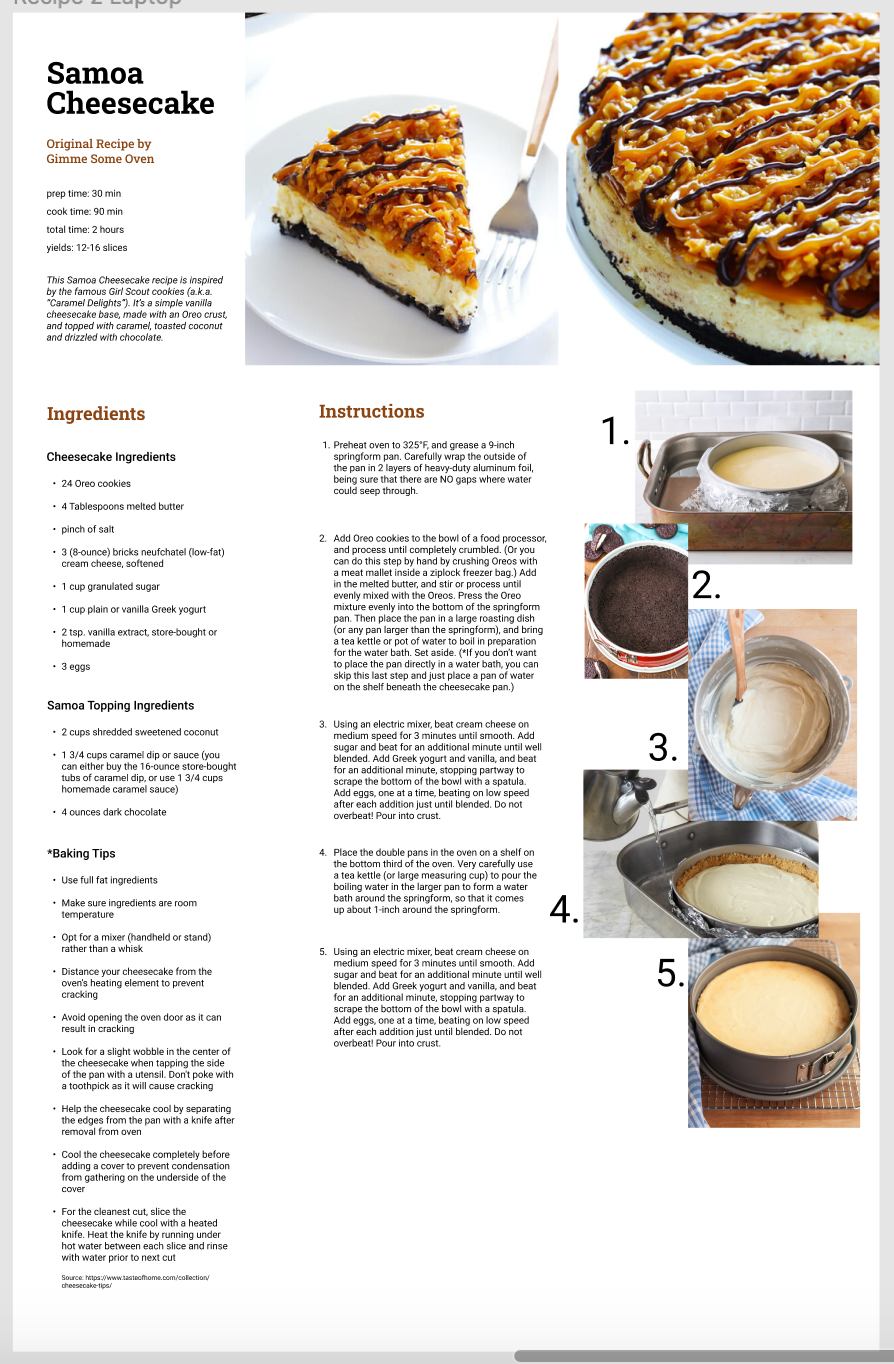 Recipe 2 Laptop
Samoa
Cheesecake
Original Recipe by
Gimme Some Oven
prep time: 30 min
cook time: 90 min
total time: 2 hours
yields: 12-16 slices
This Samoa Cheesecake recipe is inspired
by the famous Girl Scout cookies (a.k.a.
“Caramel Delights”). It’s a simple vanilla
cheesecake base, made with an Oreo crust,
and topped with caramel, toasted coconut
and drizzled with chocolate.
Ingredients
Cheesecake Ingredients
• 24 Oreo cookies
• 4 Tablespoons melted butter
• pinch of salt
• 3 (8-ounce) bricks neufchatel (low-fat)
cream cheese, softened
• 1 cup granulated sugar
• 1 cup plain or vanilla Greek yogurt
• 2 tsp. vanilla extract, store-bought or
homemade
• 3 eggs
Samoa Topping Ingredients
• 2 cups shredded sweetened coconut
• 1 3/4 cups caramel dip or sauce (you
can either buy the 16-ounce store-bought
tubs of caramel dip, or use 1 3/4 cups
homemade caramel sauce)
• 4 ounces dark chocolate
*Baking Tips
• Use full fat ingredients
• Make sure ingredients are room
temperature
• Opt for a mixer (handheld or stand)
rather than a whisk
• Distance your cheesecake from the
oven's heating element to prevent
cracking
• Avoid opening the oven door as it can
result in cracking
• Look for a slight wobble in the center of
the cheesecake when tapping the side
of the pan with a utensil. Don't poke with
a toothpick as it will cause cracking
• Help the cheesecake cool by separating
the edges from the pan with a knife after
removal from oven
• Cool the cheesecake completely before
adding a cover to prevent condensation
from gathering on the underside of the
cover
• For the cleanest cut, slice the
cheesecake while cool with a heated
knife. Heat the knife by running under
hot water between each slice and rinse
with water prior to next cut
Source: https://www.tasteofhome.com/collection/
cheesecake-tips/
Instructions
1. Preheat oven to 325°F, and grease a 9-inch
springform pan. Carefully wrap the outside of
the pan in 2 layers of heavy-duty aluminum foil,
being sure that there are NO gaps where water
could seep through.
2. Add Oreo cookies to the bowl of a food processor,
and process until completely crumbled. (Or you
can do this step by hand by crushing Oreos with
a meat mallet inside a ziplock freezer bag.) Add
in the melted butter, and stir or process until
evenly mixed with the Oreos. Press the Oreo
mixture evenly into the bottom of the springform
pan. Then place the pan in a large roasting dish
(or any pan larger than the springform), and bring
a tea kettle or pot of water to boil in preparation
for the water bath. Set aside. (*If you don’t want
to place the pan directly in a water bath, you can
skip this last step and just place a pan of water
on the shelf beneath the cheesecake pan.)
3. Using an electric mixer, beat cream cheese on
medium speed for 3 minutes until smooth. Add
sugar and beat for an additional minute until well
blended. Add Greek yogurt and vanilla, and beat
for an additional minute, stopping partway to
scrape the bottom of the bowl with a spatula.
Add eggs, one at a time, beating on low speed
after each addition just until blended. Do not
overbeat! Pour into crust.
4. Place the double pans in the oven on a shelf on
the bottom third of the oven. Very carefully use
a tea kettle (or large measuring cup) to pour the
boiling water in the larger pan to form a water
bath around the springform, so that it comes
up about 1-inch around the springform.
5. Using an electric mixer, beat cream cheese on
medium speed for 3 minutes until smooth. Add
sugar and beat for an additional minute until well
blended. Add Greek yogurt and vanilla, and beat
for an additional minute, stopping partway to
scrape the bottom of the bowl with a spatula.
Add eggs, one at a time, beating on low speed
after each addition just until blended. Do not
overbeat! Pour into crust.
1.
2.
3.
4.
5.